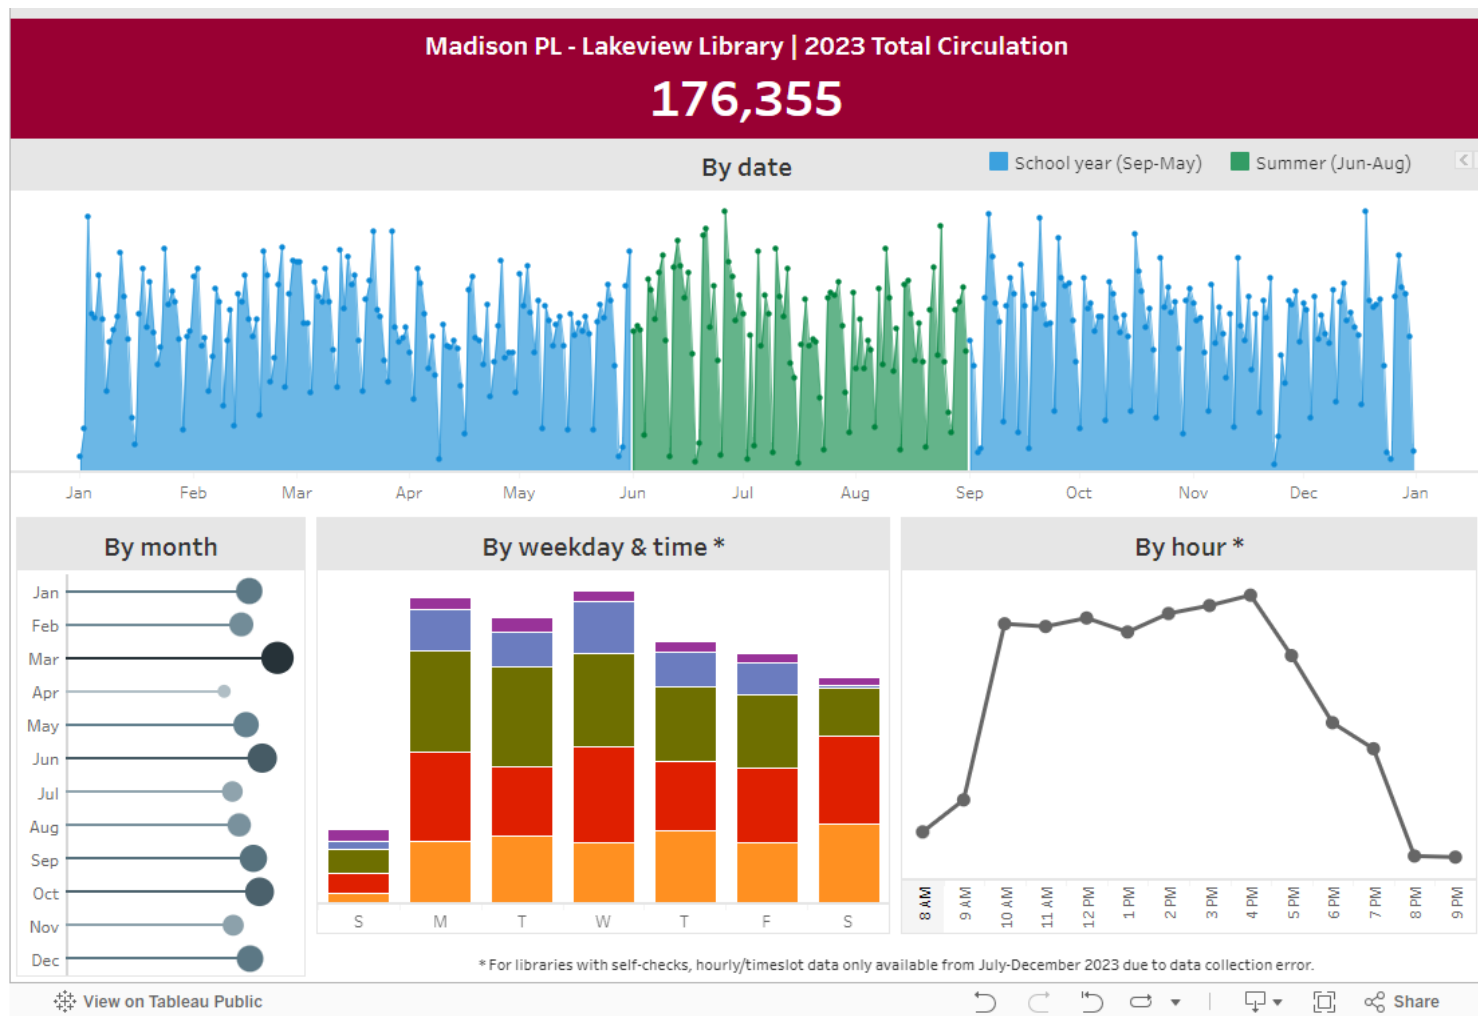 Madison PL - Lakeview Library | 2023 Total Circulation
176,355
By date
School year (Sep-May)
Summer (Jun-Aug)
Jan Feb Mar Apr May Jun Jul Aug Sep Oct Nov Dec Jan
By month
Jan
Feb
Mar
Apr
May
Jun
Jul
Aug
Sep
Oct
Nov
Dec
By weekday & time *
S M T W T F S
By hour *
8 AM
9 AM
10 AM
11 AM
12 PM
1 PM
2 PM
3 PM
4 PM
5 PM
6 PM
7 PM
8 PM
9 PM
* For libraries with self-checks, hourly/timeslot data only available from July-December 2023 due to data collection error.
View on Tableau Public
Share